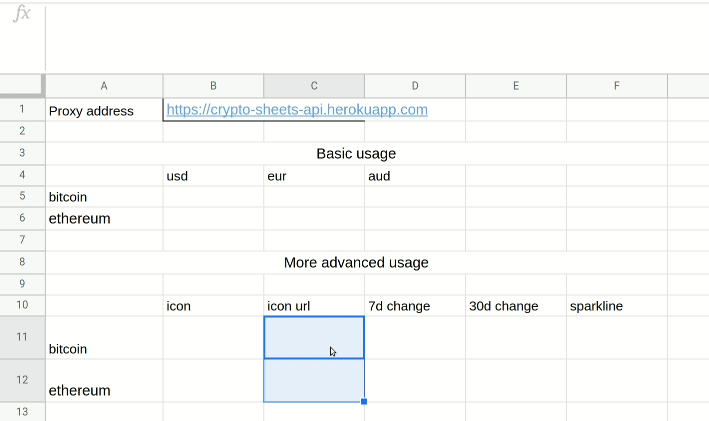 fx
A B C D E F
1 Proxy address https://crypto-sheets-api.herokuapp.com
2
3 Basic usage
4 usd eur aud
5 bitcoin
6 ethereum
7
8 More advanced usage
9
10 icon icon url 7d change 30d change sparkline
11 bitcoin
12 ethereum
13